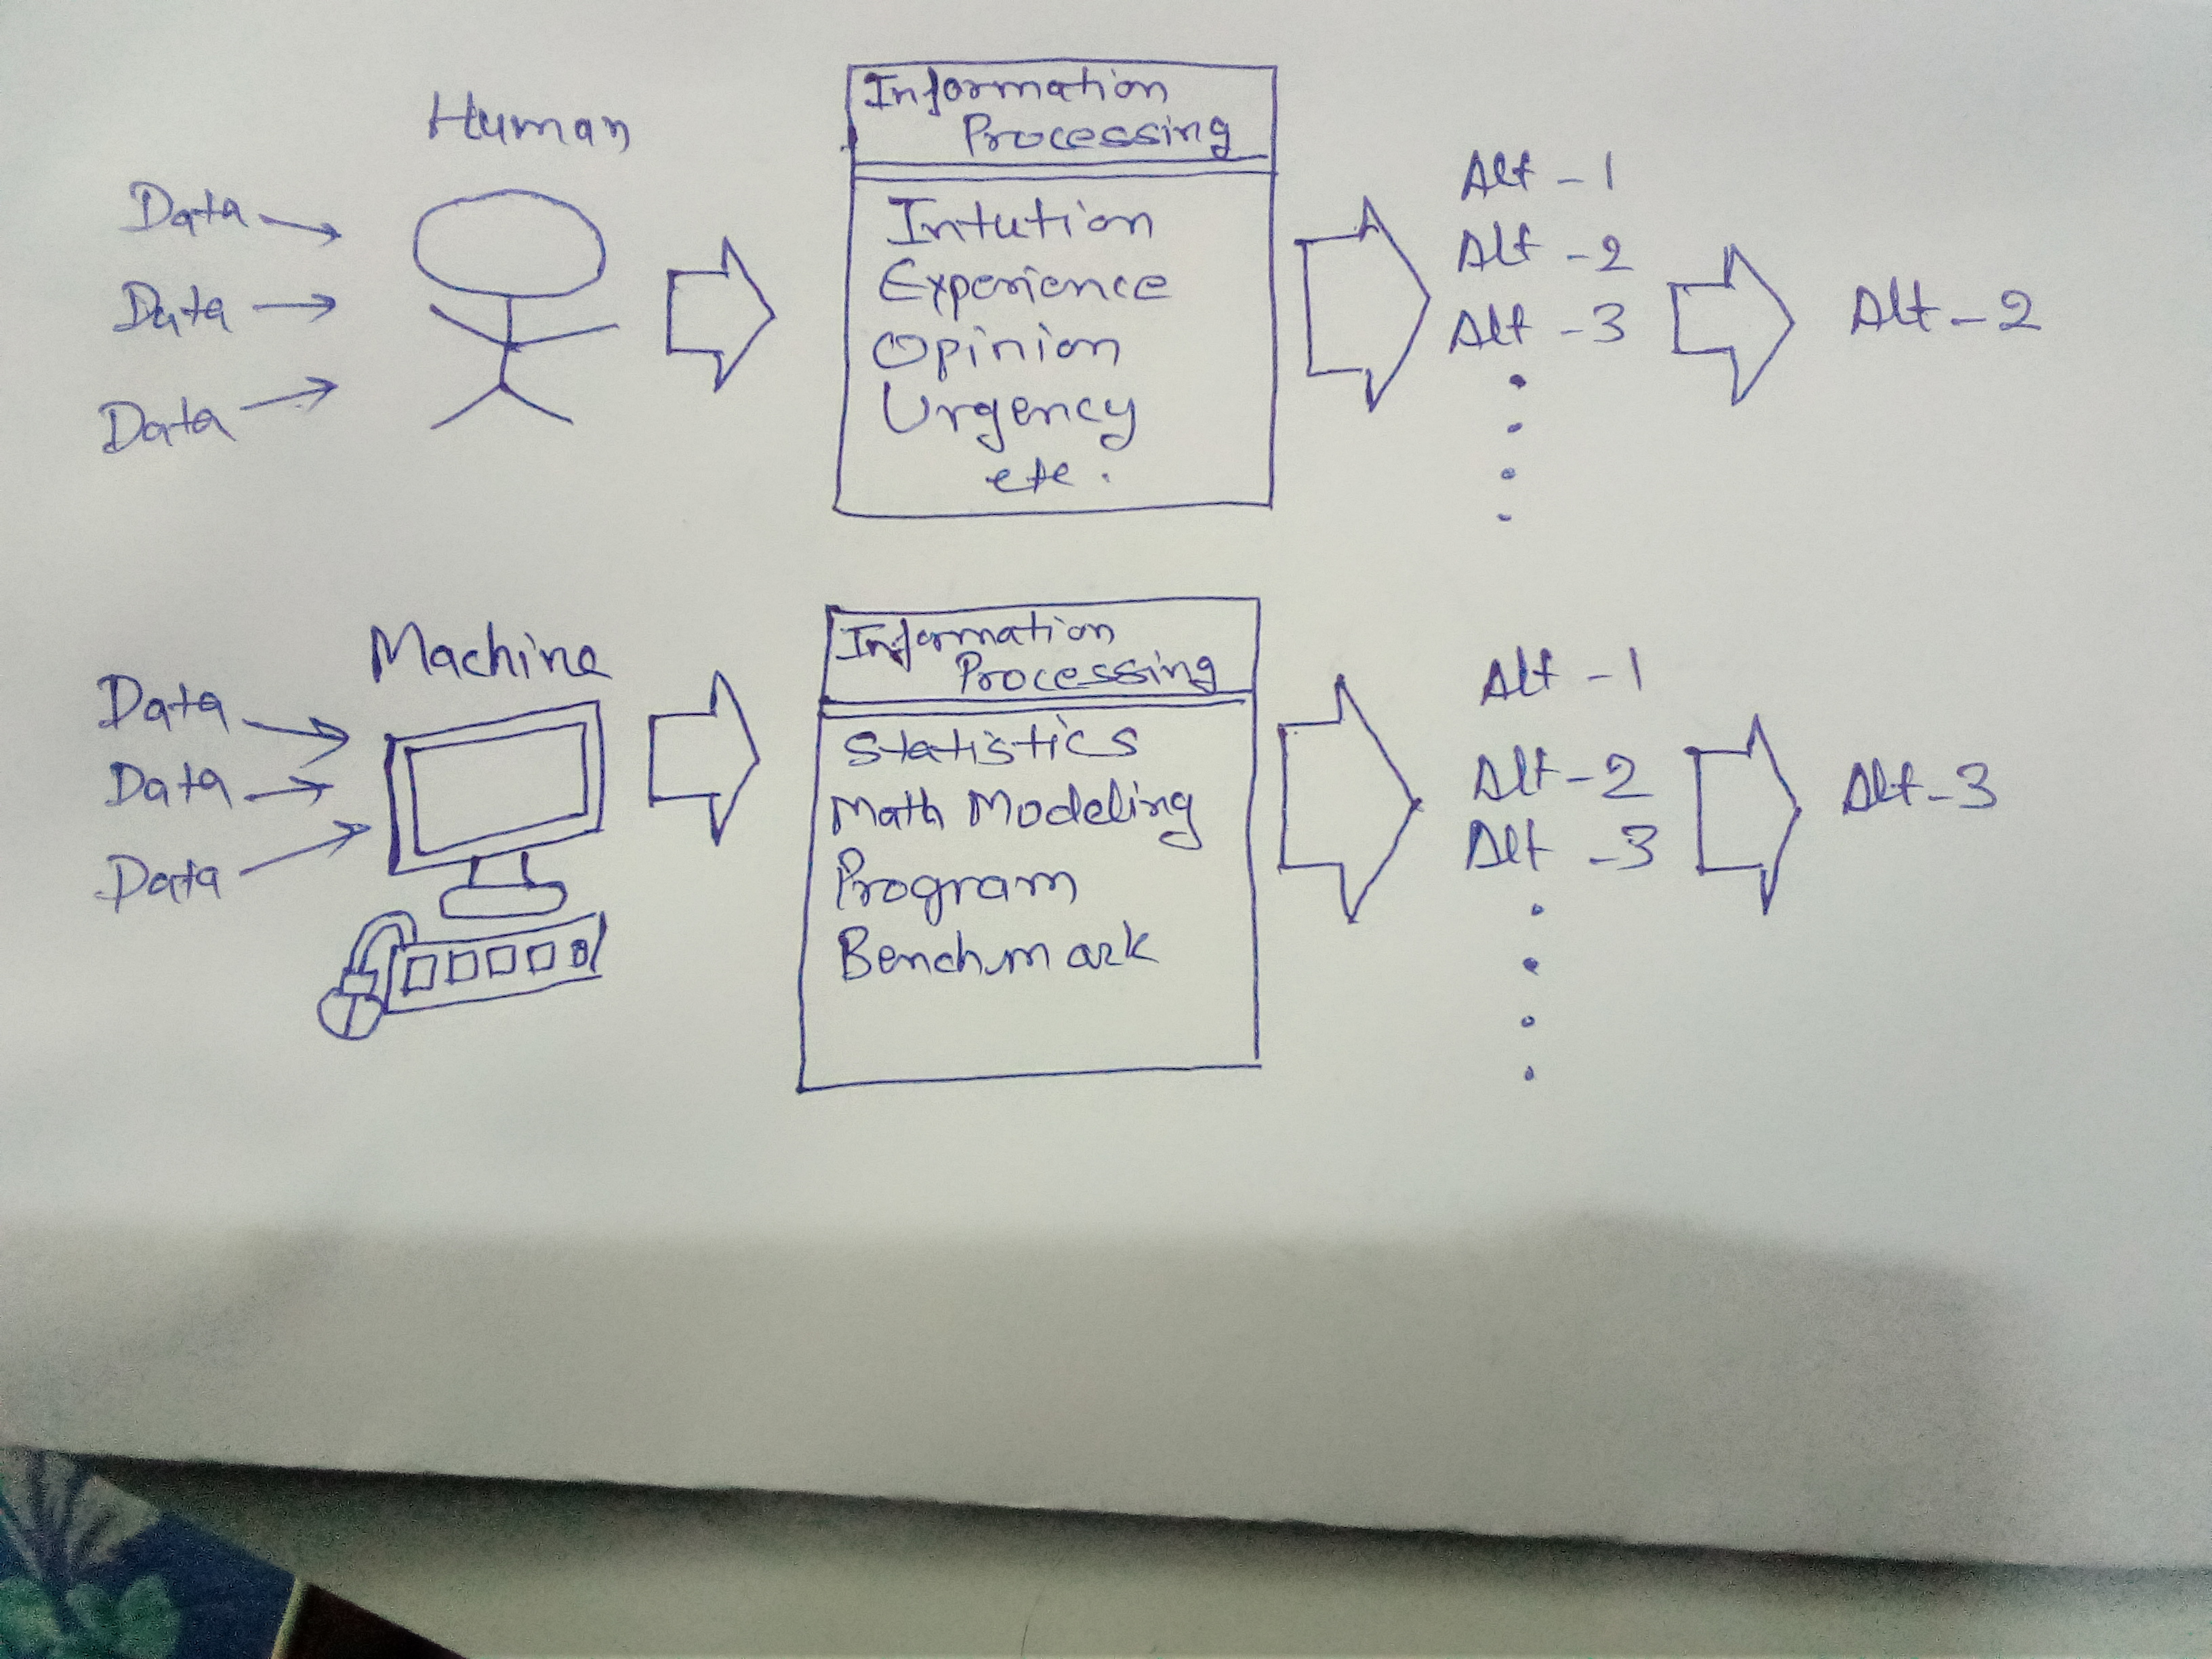 Human
Data
Data
Data
Information
Processing
Intution
Experience
Opinion
Urgency
etc.
Alt - 1
Alt - 2
Alt - 3
Alt - 2
Machine
Data
Data
Data
Information
Processing
Statistics
Math Modeling
Program
Benchmark
Alt - 1
Alt - 2
Alt - 3
Alt - 3